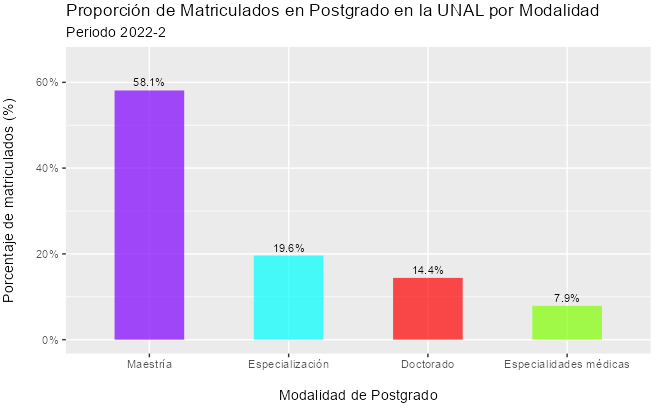 Proporción de Matriculados en Postgrado en la UNAL por Modalidad
Periodo 2022-2
Porcentaje de matriculados (%)
60%
40%
20%
0%
58.1%
19.6%
14.4%
7.9%
Maestría
Especialización
Doctorado
Especialidades médicas
Modalidad de Postgrado